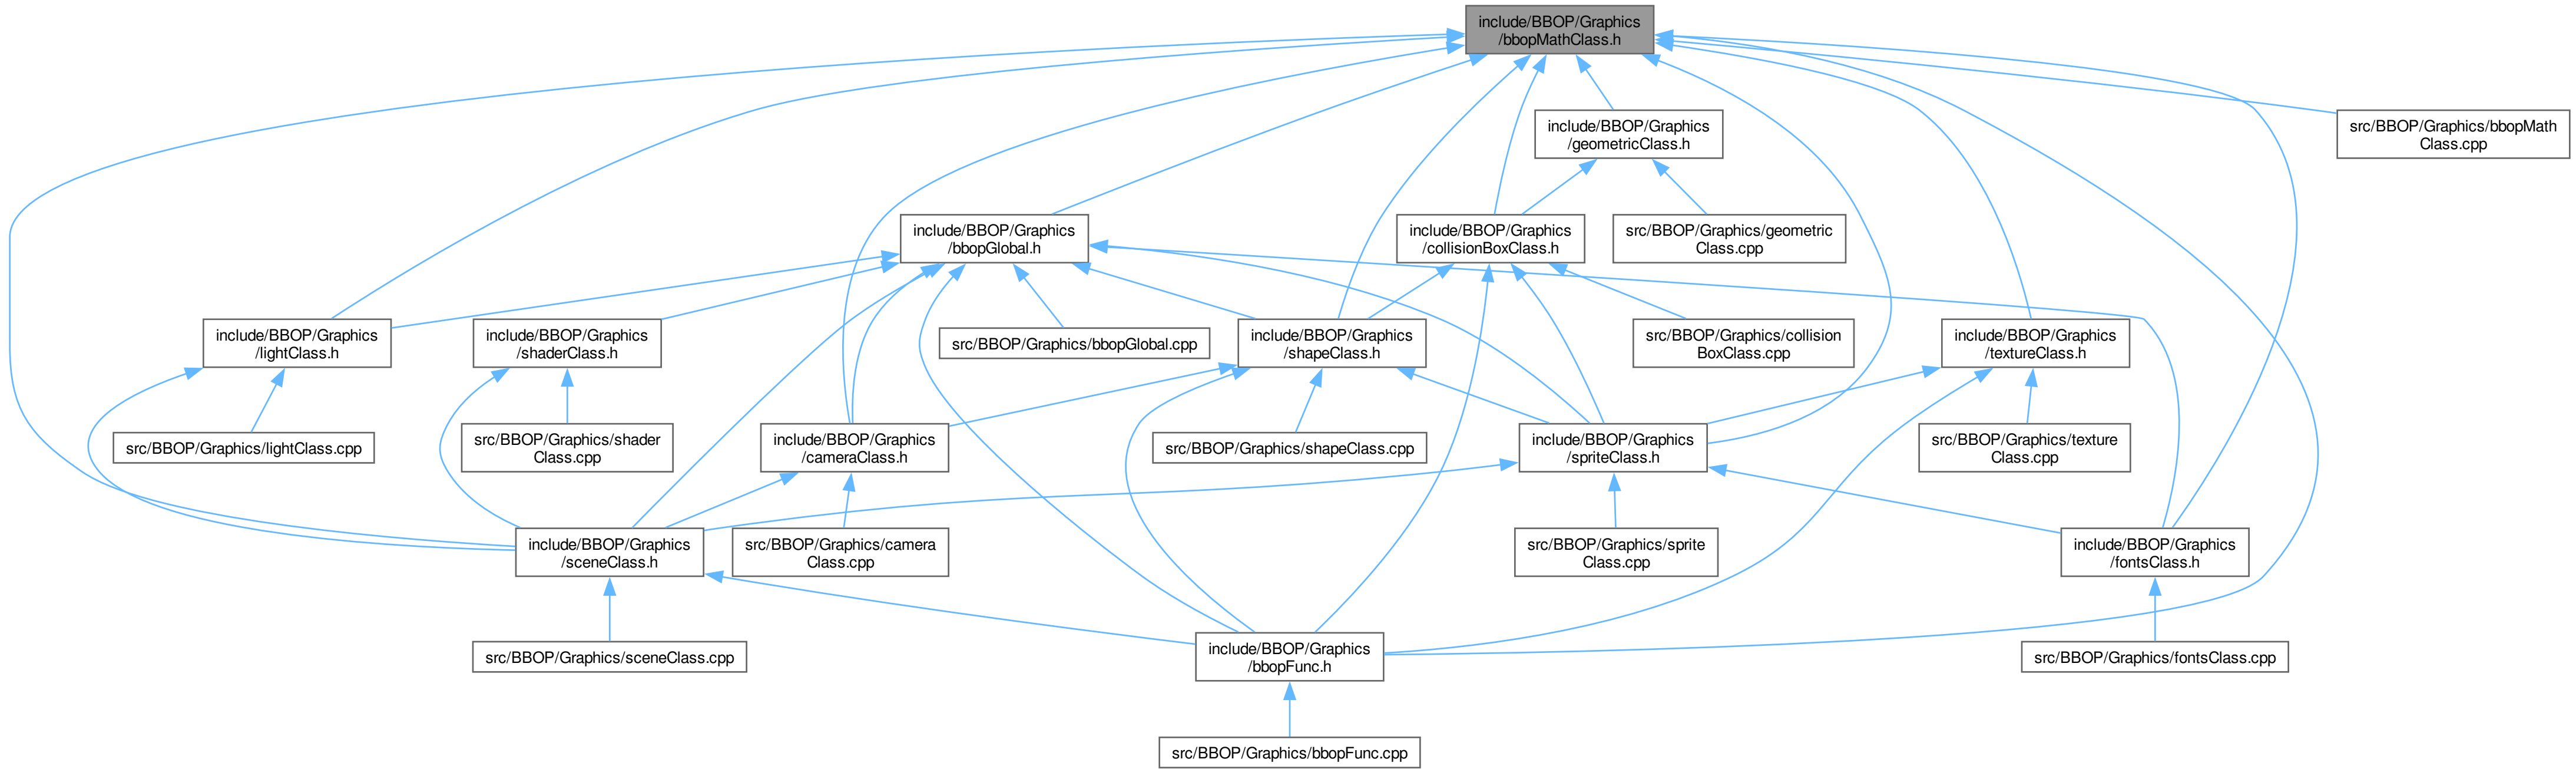 include/BBOP/Graphics
/bbopMathClass.h
include/BBOP/Graphics
/geometricClass.h
src/BBOP/Graphics/bbopMath
Class.cpp
include/BBOP/Graphics
/bbopGlobal.h
include/BBOP/Graphics
/collisionBoxClass.h
src/BBOP/Graphics/geometric
Class.cpp
include/BBOP/Graphics
/lightClass.h
include/BBOP/Graphics
/shaderClass.h
src/BBOP/Graphics/bbopGlobal.cpp
include/BBOP/Graphics
/shapeClass.h
src/BBOP/Graphics/collision
BoxClass.cpp
include/BBOP/Graphics
/textureClass.h
src/BBOP/Graphics/lightClass.cpp
src/BBOP/Graphics/shader
Class.cpp
include/BBOP/Graphics
/cameraClass.h
src/BBOP/Graphics/shapeClass.cpp
include/BBOP/Graphics
/spriteClass.h
src/BBOP/Graphics/texture
Class.cpp
include/BBOP/Graphics
/sceneClass.h
src/BBOP/Graphics/camera
Class.cpp
src/BBOP/Graphics/sprite
Class.cpp
include/BBOP/Graphics
/fontsClass.h
src/BBOP/Graphics/sceneClass.cpp
include/BBOP/Graphics
/bbopFunc.h
src/BBOP/Graphics/fontsClass.cpp
src/BBOP/Graphics/bbopFunc.cpp